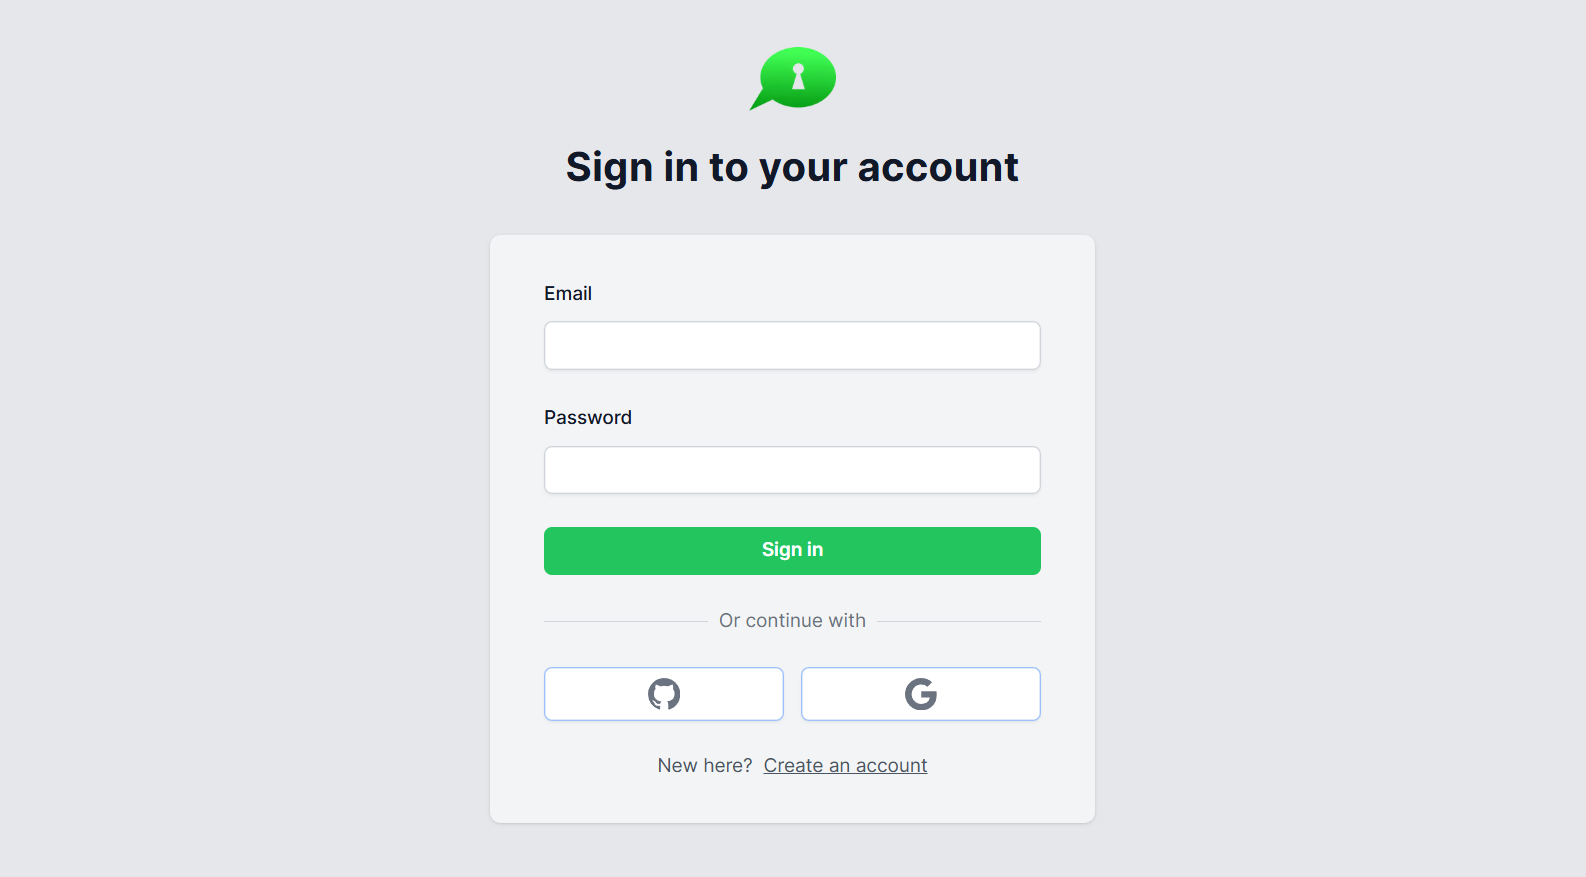 Sign in to your account
Email
Password
Sign in
Or continue with
New here? Create an account